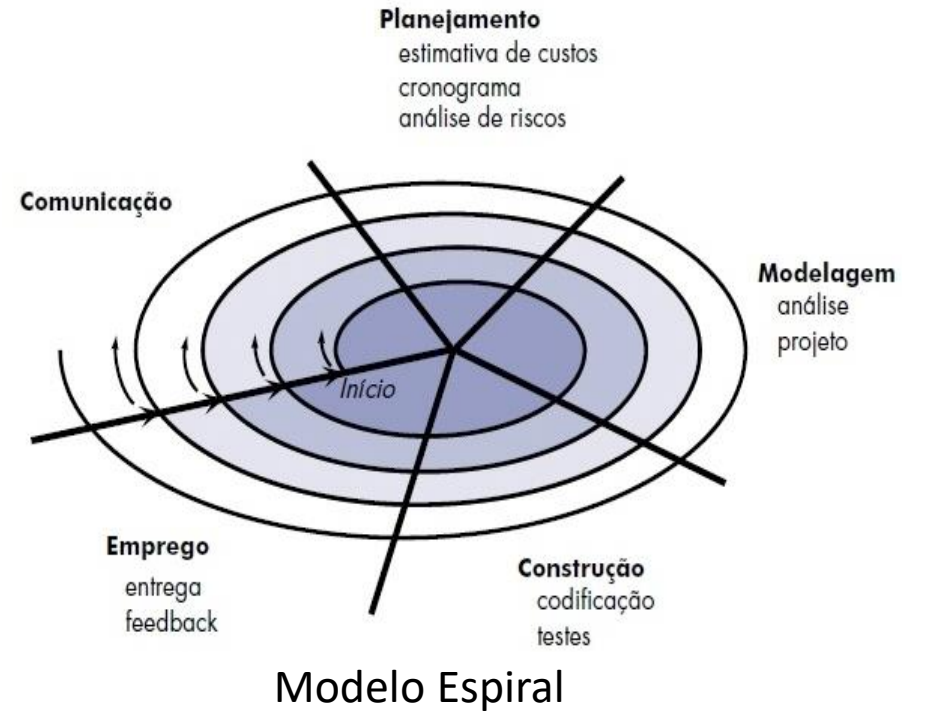 Planejamento
estimativa de custos
cronograma
análise de riscos
Comunicação
Modelagem
análise
projeto
Início
Emprego
entrega
feedback
Construção
codificação
testes
Modelo Espiral